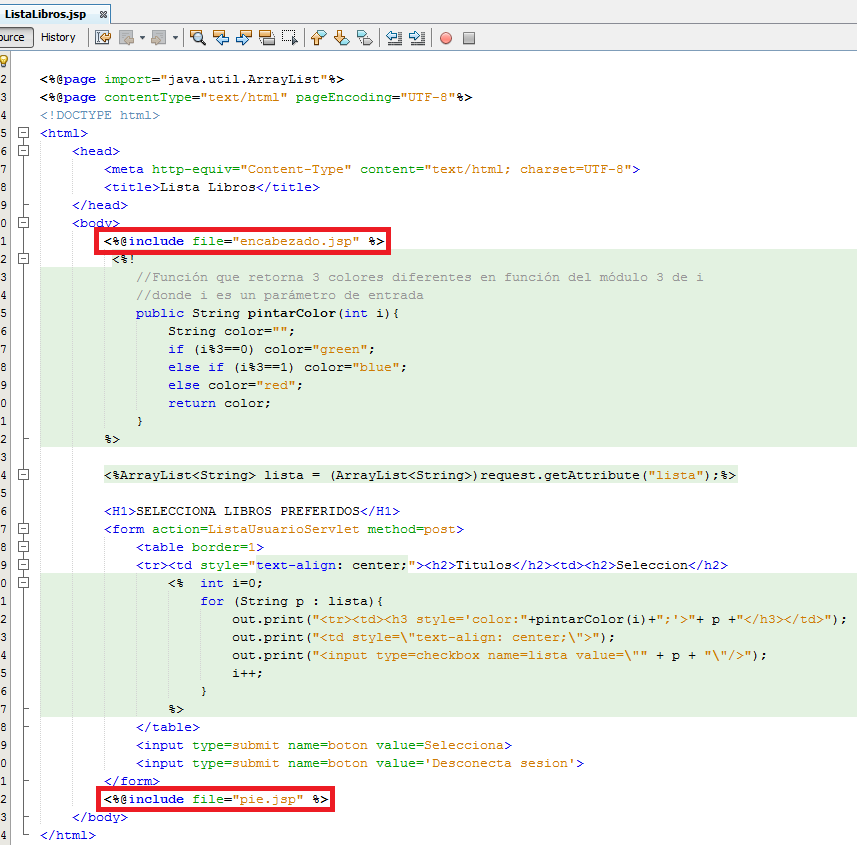 ListaLibros.jsp
ource History
2 <%@page import="java.util.ArrayList"%>
3 <%@page contentType="text/html" pageEncoding="UTF-8"%>
4 <!DOCTYPE html>
5 <html>
6 <head>
7 <meta http-equiv="Content-Type" content="text/html; charset=UTF-8">
8 <title>Lista Libros</title>
9 </head>
0 <body>
1 <%@include file="encabezado.jsp" %>
2 <%!
3 //Función que retorna 3 colores diferentes en función del módulo 3 de i
4 //donde i es un parámetro de entrada
5 public String pintarColor(int i){
6 String color="";
7 if (i%3==0) color="green";
8 else if (i%3==1) color="blue";
9 else color="red";
0 return color;
1 }
2 %>
3
4 <%ArrayList<String> lista = (ArrayList<String>)request.getAttribute("lista");%>
5
6 <H1>SELECCIONA LIBROS PREFERIDOS</H1>
7 <form action=ListaUsuarioServlet method=post>
8 <table border=1>
9 <tr><td style="text-align: center;"><h2>Titulos</h2><td><h2>Seleccion</h2>
0 <% int i=0;
1 for (String p : lista){
2 out.print("<tr><td><h3 style='color:"+pintarColor(i)+";'>"+ p +"</h3></td>");
3 out.print("<td style=\"text-align: center;\">");
4 out.print("<input type=checkbox name=lista value=\"" + p + "\"/>");
5 i++;
6 }
7 %>
8 </table>
9 <input type=submit name=boton value=Selecciona>
0 <input type=submit name=boton value='Desconecta sesion'>
1 </form>
2 <%@include file="pie.jsp" %>
3 </body>
4 </html>